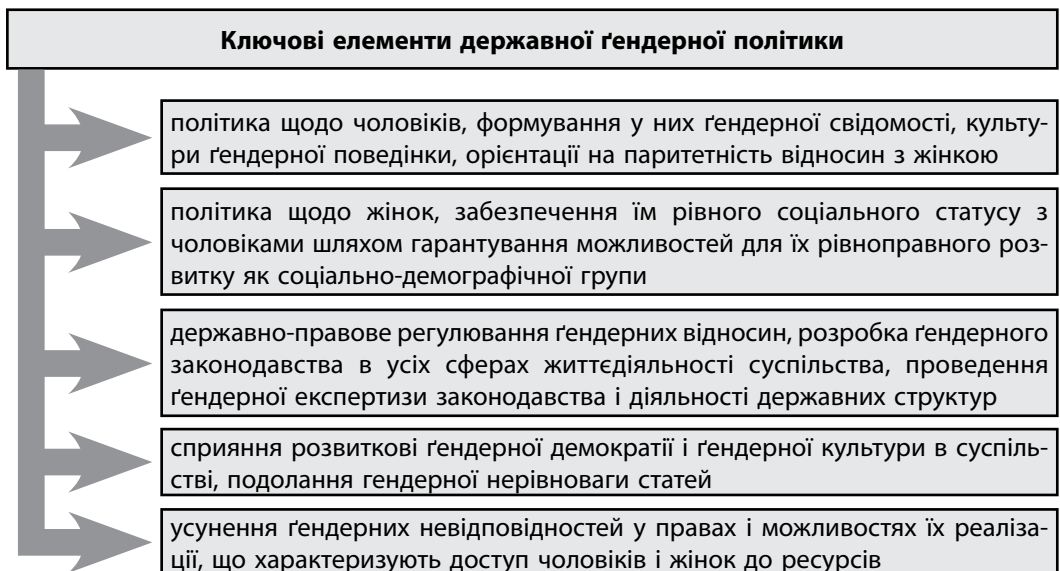 Ключові елементи державної ґендерної політики
політика щодо чоловіків, формування у них ґендерної свідомості, культу-
ри ґендерної поведінки, орієнтації на паритетність відносин з жінкою
політика щодо жінок, забезпечення їм рівного соціального статусу з
чоловіками шляхом гарантування можливостей для їх рівноправного роз-
витку як соціально-демографічної групи
державно-правове регулювання ґендерних відносин, розробка ґендерного
законодавства в усіх сферах життєдіяльності суспільства, проведення
ґендерної експертизи законодавства і діяльності державних структур
сприяння розвиткові ґендерної демократії і ґендерної культури в суспіль-
стві, подолання гендерної нерівноваги статей
усунення ґендерних невідповідностей у правах і можливостях їх реаліза-
ції, що характеризують доступ чоловіків і жінок до ресурсів